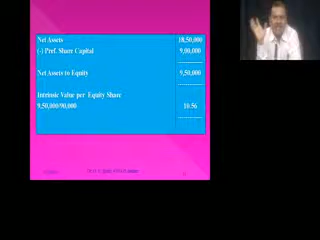 Net Assets 18,50,000
(-) Pref. Share Capital 9,00,000
Net Assets to Equity 9,50,000
Intrinsic Value per Equity Share
9,50,000/90,000 10.56